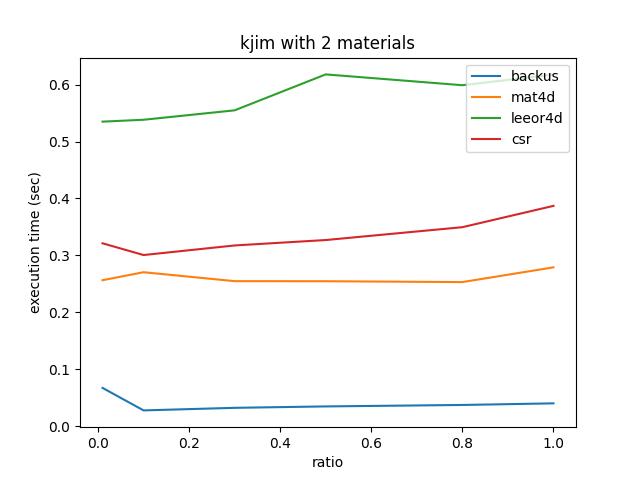 kjim with 2 materials
backus
mat4d
leeor4d
csr
execution time (sec)
0.6
0.5
0.4
0.3
0.2
0.1
0.0
0.0 0.2 0.4 0.6 0.8 1.0
ratio